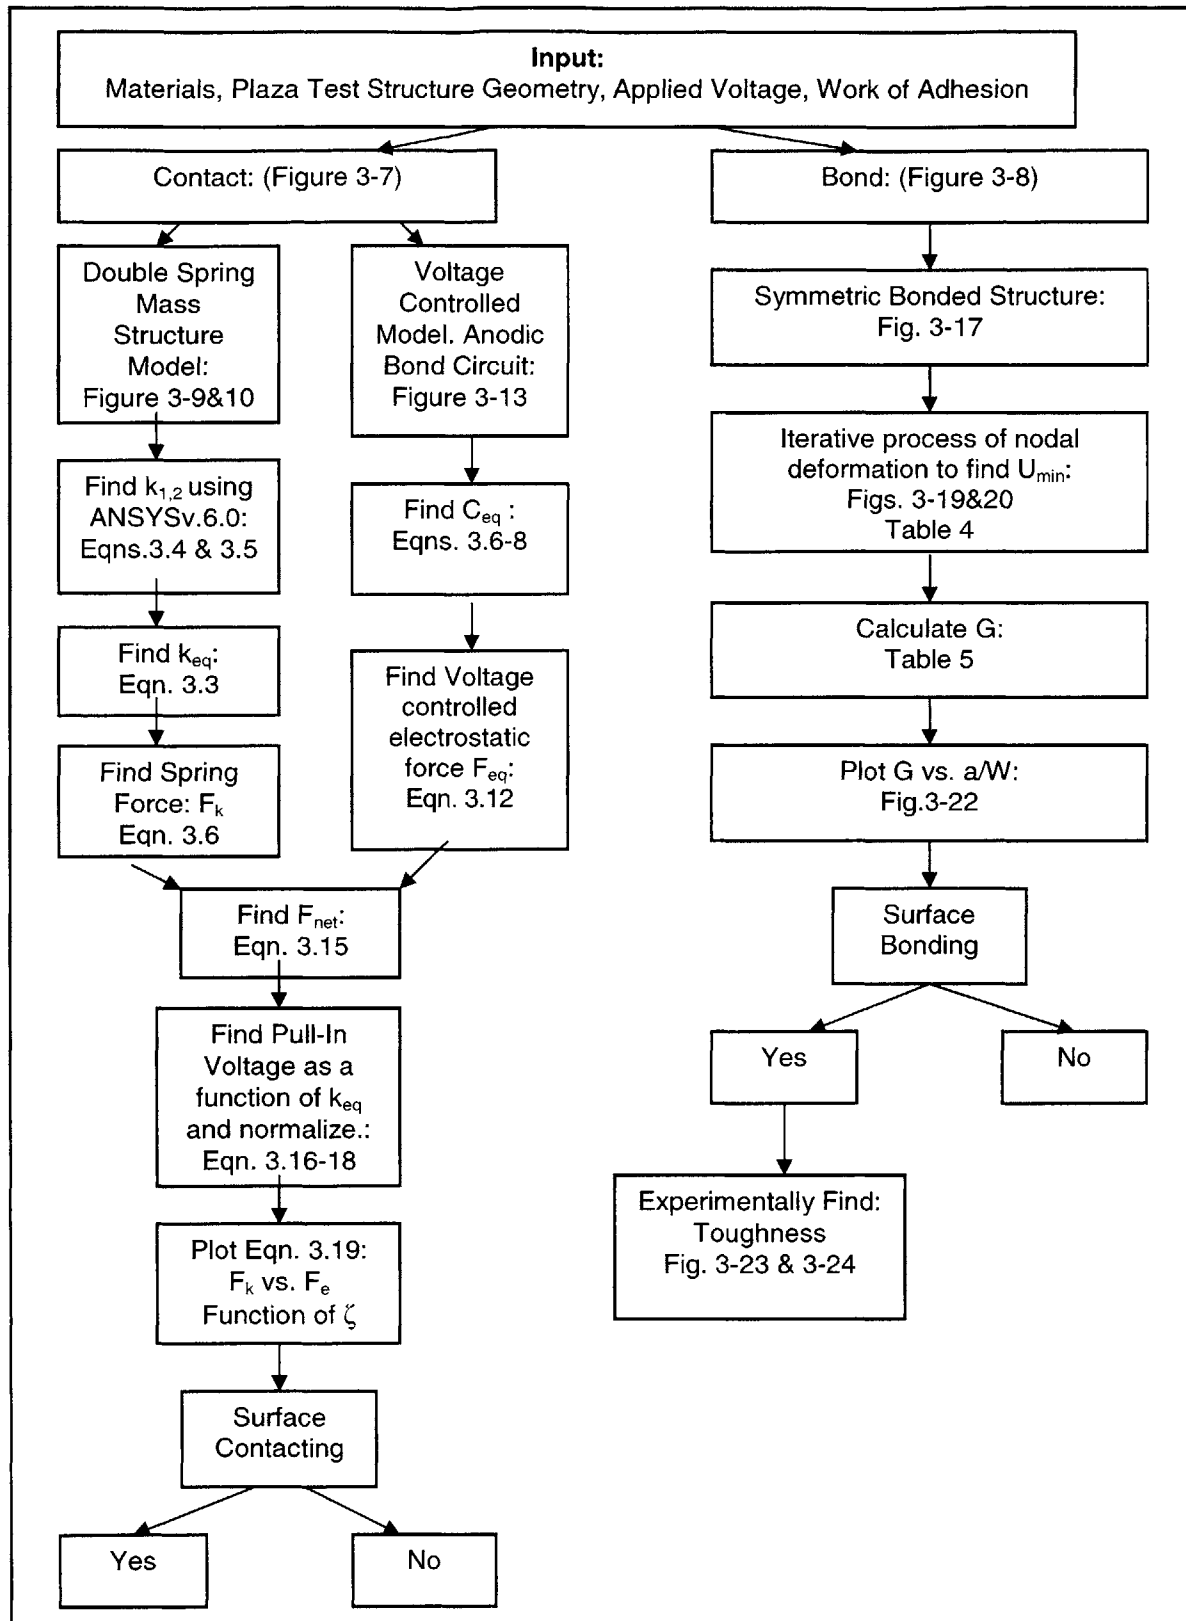 Input:
Materials, Plaza Test Structure Geometry, Applied Voltage, Work of Adhesion
Contact: (Figure 3-7)
Bond: (Figure 3-8)
Double Spring
Mass
Structure
Model:
Figure 3-9&10
Voltage
Controlled
Model. Anodic
Bond Circuit:
Figure 3-13
Symmetric Bonded Structure:
Fig. 3-17
Find k1,2 using
ANSYSv.6.0:
Eqns.3.4 & 3.5
Find Ceq :
Eqns. 3.6-8
Iterative process of nodal
deformation to find Umin:
Figs. 3-19&20
Table 4
Find keq:
Eqn. 3.3
Find Voltage
controlled
electrostatic
force Feq:
Eqn. 3.12
Calculate G:
Table 5
Find Spring
Force: Fk
Eqn. 3.6
Plot G vs. a/W:
Fig.3-22
Find Fnet:
Eqn. 3.15
Surface
Bonding
Find Pull-In
Voltage as a
function of keq
and normalize.:
Eqn. 3.16-18
Yes
No
Plot Eqn. 3.19:
Fk vs. Fe
Function of ζ
Experimentally Find:
Toughness
Fig. 3-23 & 3-24
Surface
Contacting
Yes
No